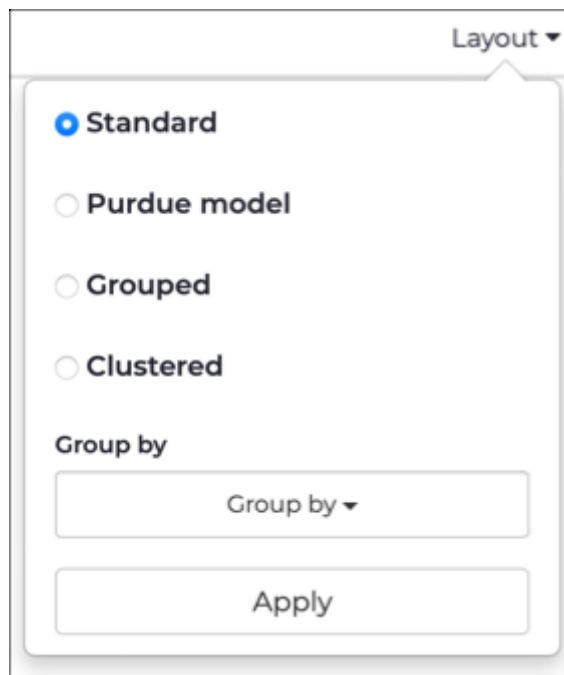 Layout
Standard
Purdue model
Grouped
Clustered
Group by
Group by
Apply